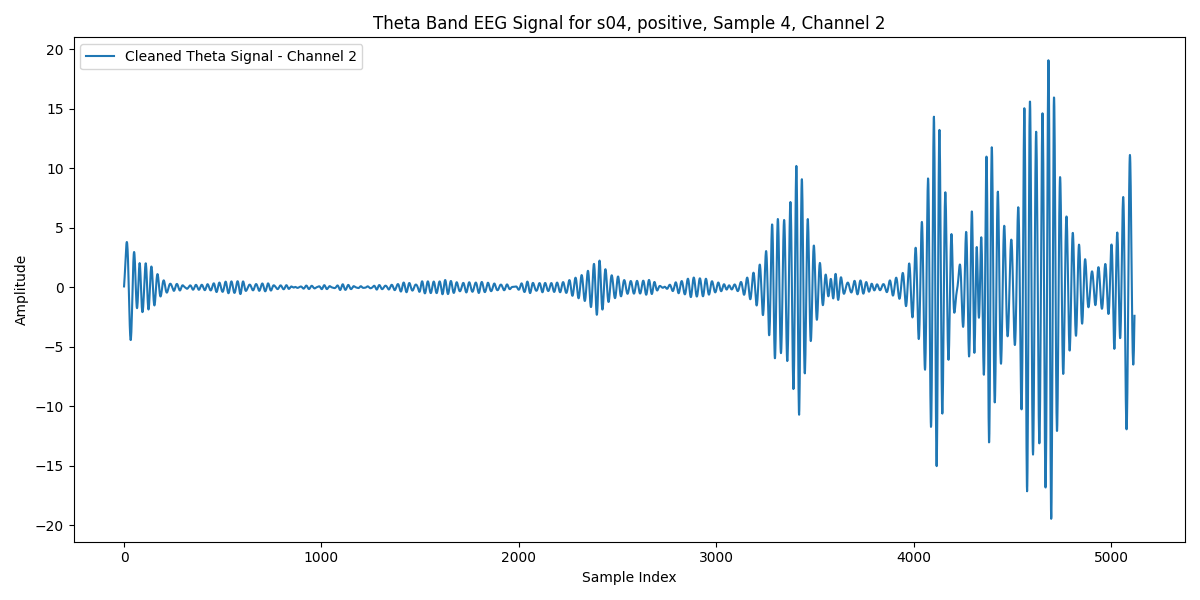 Theta Band EEG Signal for s04, positive, Sample 4, Channel 2
Cleaned Theta Signal - Channel 2
20
15
10
5
0
−5
−10
−15
−20
Amplitude
0 1000 2000 3000 4000 5000
Sample Index